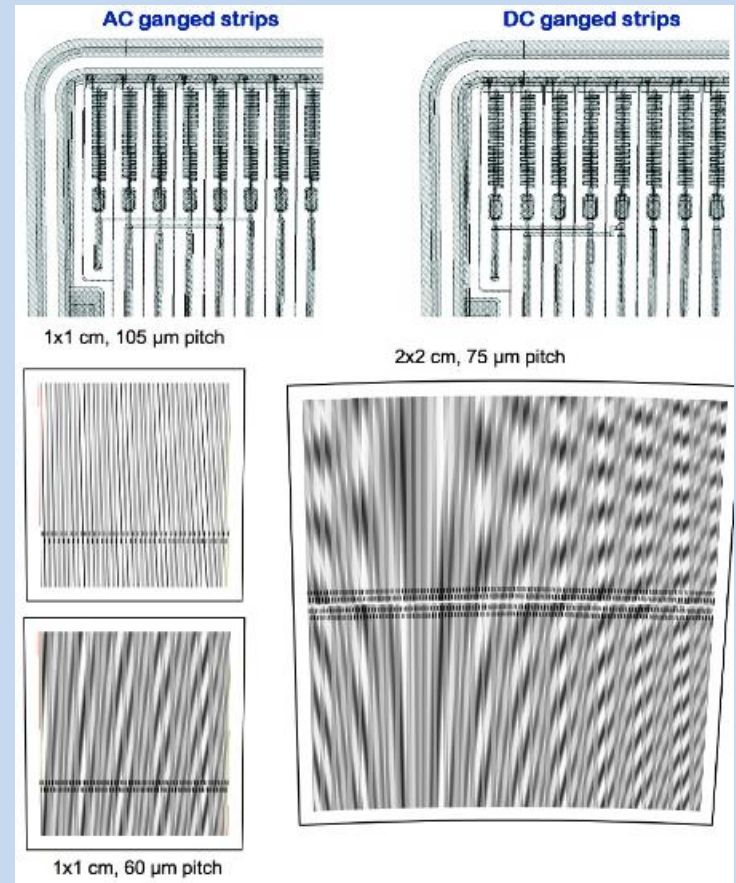 AC ganged strips
DC ganged strips
1x1 cm, 105 µm pitch
2x2 cm, 75 µm pitch
1x1 cm, 60 µm pitch